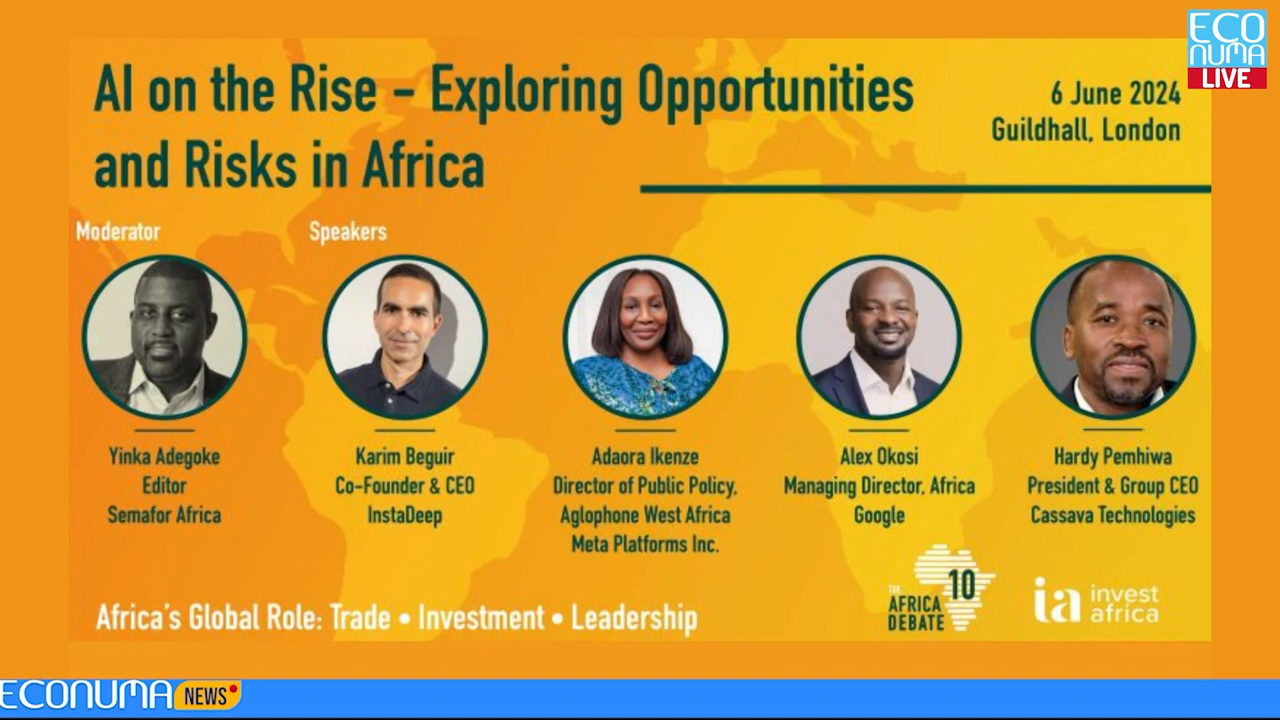 ECO
NUMA
LIVE
AI on the Rise – Exploring Opportunities
and Risks in Africa
6 June 2024
Guildhall, London
Moderator
Speakers
Yinka Adegoke
Editor
Semafor Africa
Karim Beguir
Co-Founder & CEO
InstaDeep
Adaora Ikenze
Director of Public Policy,
Aglophone West Africa
Meta Platforms Inc.
Alex Okosi
Managing Director, Africa
Google
Hardy Pemhiwa
President & Group CEO
Cassava Technologies
Africa's Global Role: Trade • Investment • Leadership
THE
AFRICA
DEBATE
10
ia invest
africa
ECONUMA NEWS